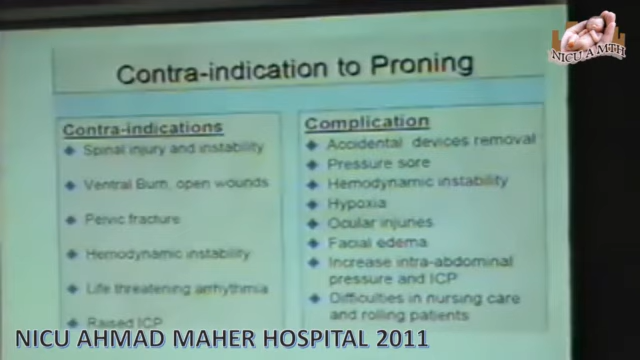 NICU A MTH
Contra-indication to Proning
Contra-indications
Spinal injury and instability
Ventral Burn, open wounds
Pelvic fracture
Hemodynamic instability
Life threatening arrhythmia
Raised ICP
Complication
Accidental devices removal
Pressure sore
Hemodynamic instability
Hypoxia
Ocular injuries
Facial edema
Increase intra-abdominal
pressure and ICP
Difficulties in nursing care
and rolling patients
NICU AHMAD MAHER HOSPITAL 2011